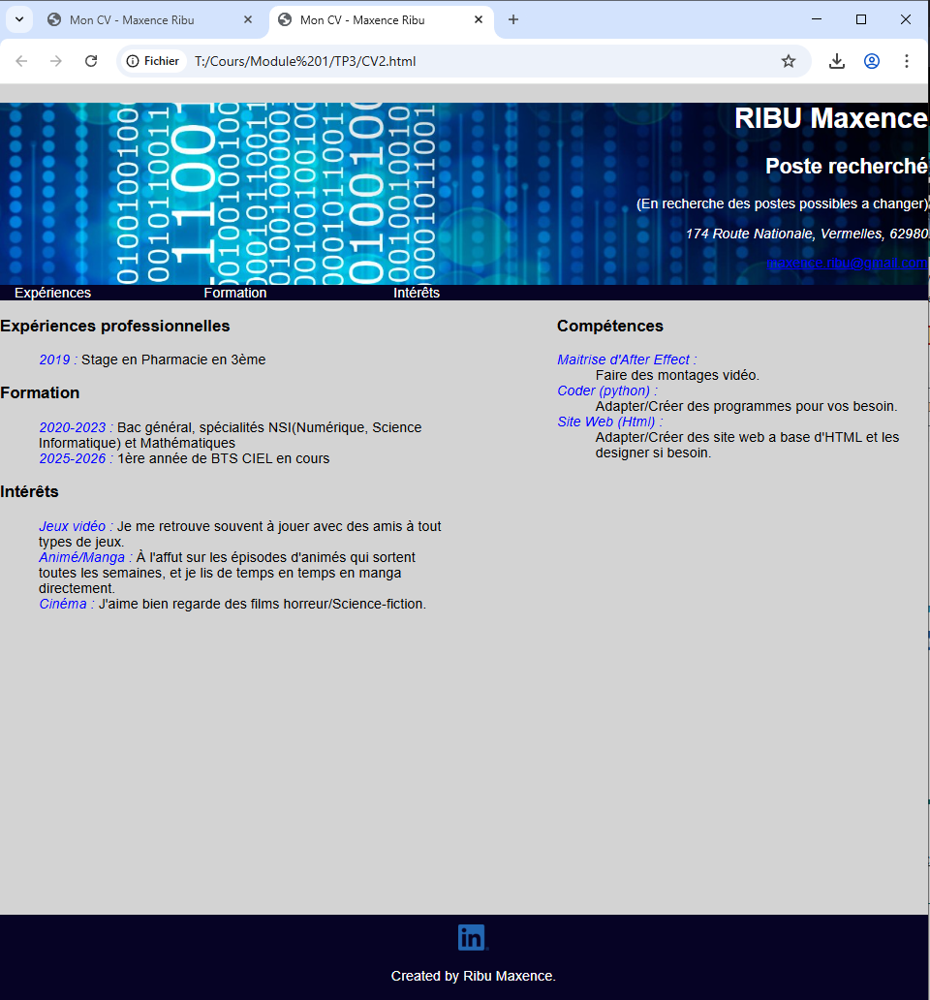 Mon CV - Maxence Ribu
Mon CV - Maxence Ribu
Fichier
T:/Cours/Module%201/TP3/CV2.html
RIBU Maxence
Poste recherché
(En recherche des postes possibles a changer)
174 Route Nationale, Vermelles, 62980.
maxence.ribu@gmail.com
Expériences Formation Intérêts
Expériences professionnelles
2019 : Stage en Pharmacie en 3ème
Formation
2020-2023 : Bac général, spécialités NSI(Numérique, Science
Informatique) et Mathématiques
2025-2026 : 1ère année de BTS CIEL en cours
Intérêts
Jeux vidéo : Je me retrouve souvent à jouer avec des amis à tout
types de jeux.
Animé/Manga : À l'affut sur les épisodes d'animés qui sortent
toutes les semaines, et je lis de temps en temps en manga
directement.
Cinéma : J'aime bien regarde des films horreur/Science-fiction.
Compétences
Maitrise d'After Effect :
Faire des montages vidéo.
Coder (python) :
Adapter/Créer des programmes pour vos besoin.
Site Web (Html) :
Adapter/Créer des site web a base d'HTML et les
designer si besoin.
in
Created by Ribu Maxence.